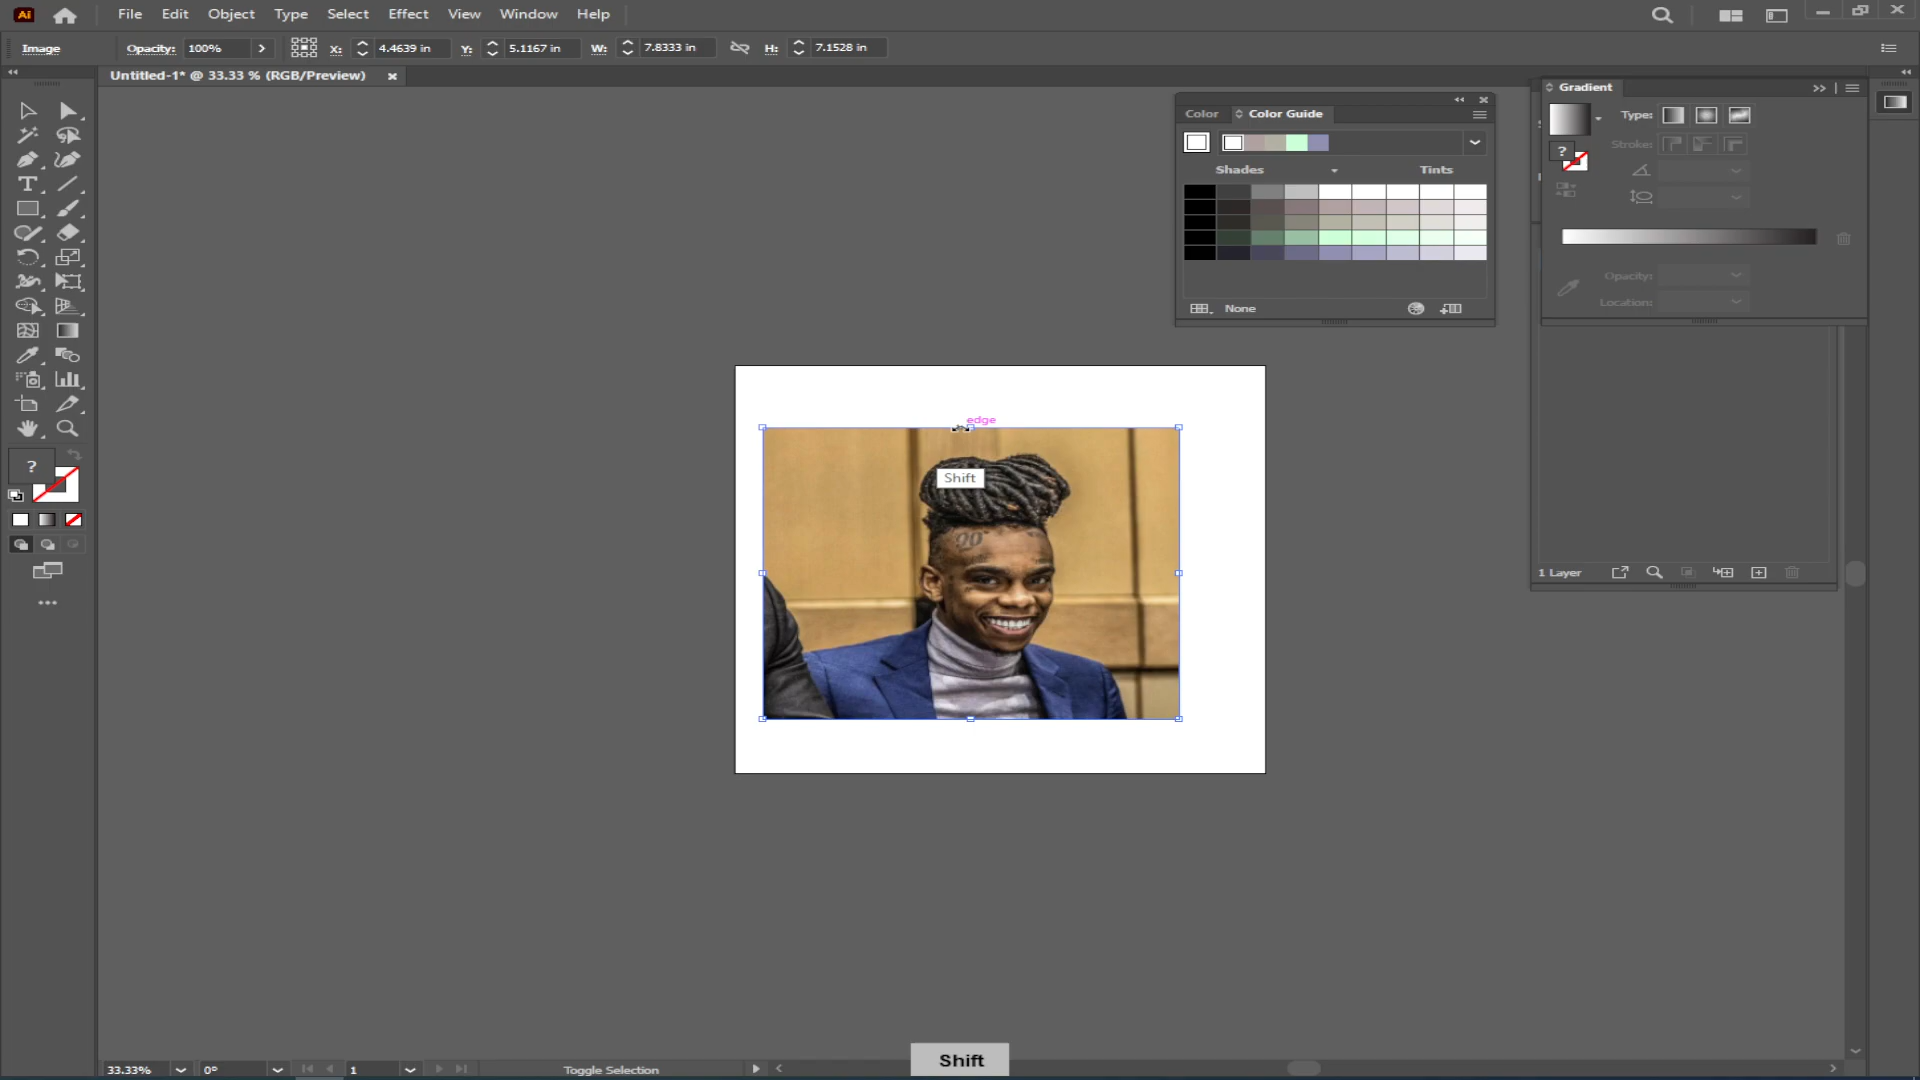 Ai File Edit Object Type Select Effect View Window Help
Image Opacity: 100% X: 4.4639 in Y: 5.1167 in W: 7.8333 in H: 7.1528 in
Untitled-1* @ 33.33 % (RGB/Preview)
Gradient
Type:
Stroke:
Opacity:
Location:
Color Color Guide
Shades Tints
None
edge
Shift
90
? 
?
1 Layer
33.33% 0° 1 Toggle Selection
Shift